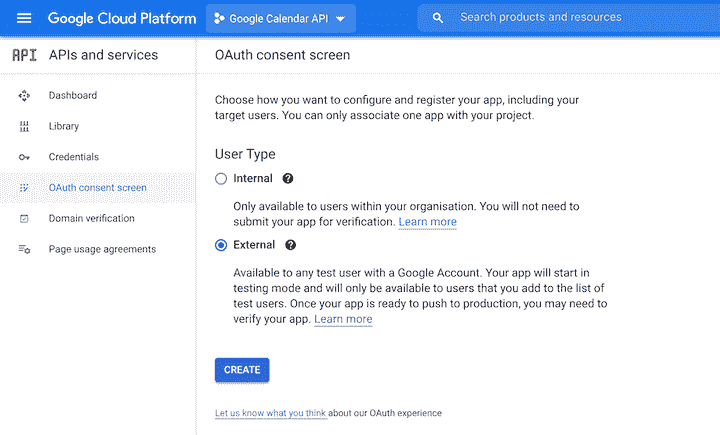 Google Cloud Platform
Google Calendar API
Search products and resources
API APIs and services
Dashboard
Library
Credentials
OAuth consent screen
Domain verification
Page usage agreements
OAuth consent screen
Choose how you want to configure and register your app, including your
target users. You can only associate one app with your project.
User Type
Internal ?
Only available to users within your organisation. You will not need to
submit your app for verification. Learn more
External ?
Available to any test user with a Google Account. Your app will start in
testing mode and will only be available to users that you add to the list of
test users. Once your app is ready to push to production, you may need to
verify your app. Learn more
CREATE
Let us know what you think about our OAuth experience